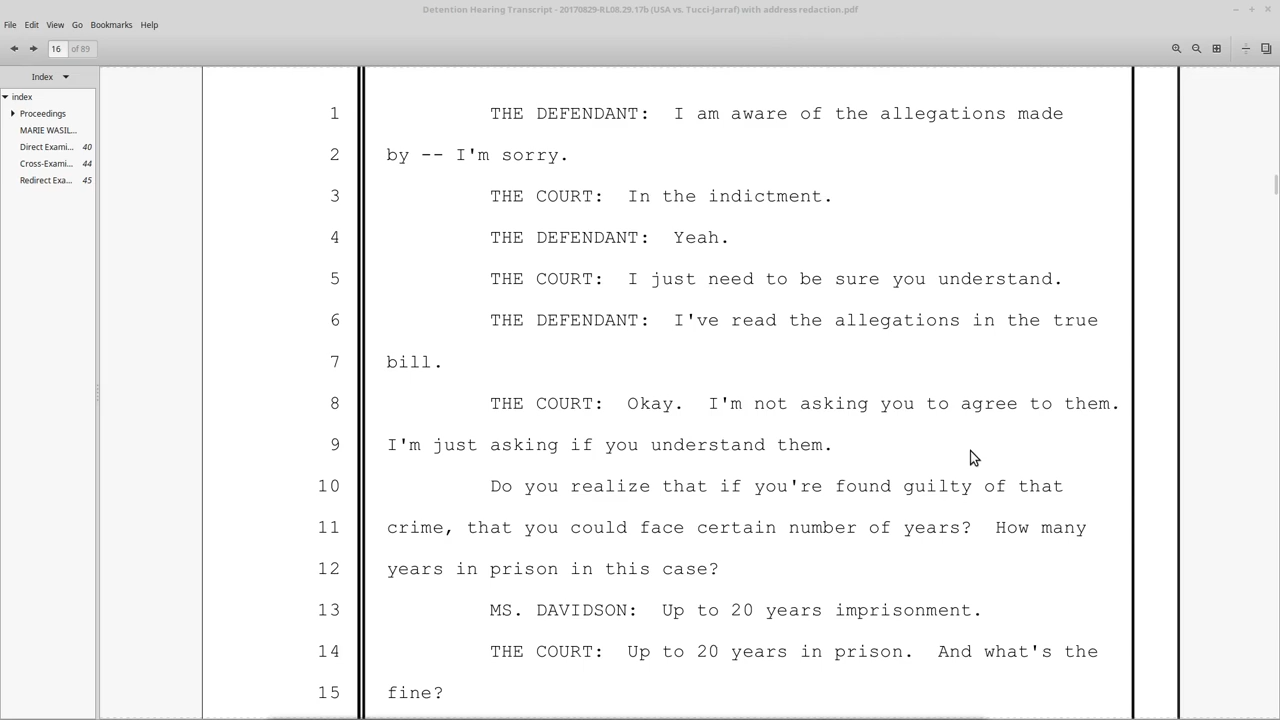 Detention Hearing Transcript - 20170829-RL08.29.17b (USA vs. Tucci-Jarraf) with address redaction.pdf
File Edit View Go Bookmarks Help
16 of 89
Index
index
Proceedings
MARIE WASIL...
Direct Exami... 40
Cross-Exami... 44
Redirect Exa... 45
1 THE DEFENDANT: I am aware of the allegations made
2 by -- I'm sorry.
3 THE COURT: In the indictment.
4 THE DEFENDANT: Yeah.
5 THE COURT: I just need to be sure you understand.
6 THE DEFENDANT: I've read the allegations in the true
7 bill.
8 THE COURT: Okay. I'm not asking you to agree to them.
9 I'm just asking if you understand them.
10 Do you realize that if you're found guilty of that
11 crime, that you could face certain number of years? How many
12 years in prison in this case?
13 MS. DAVIDSON: Up to 20 years imprisonment.
14 THE COURT: Up to 20 years in prison. And what's the
15 fine?